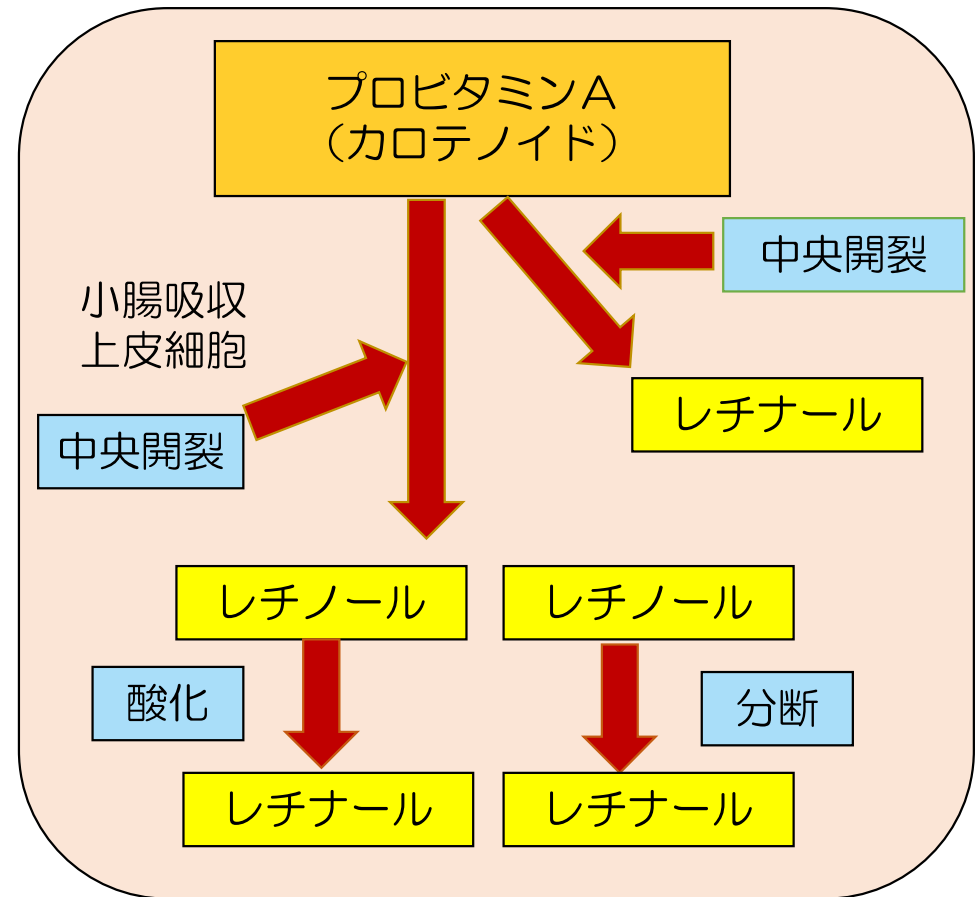 プロビタミンA
（カロテノイド）
中央開裂
小腸吸収
上皮細胞
レチナール
中央開裂
レチノール
レチノール
酸化
分断
レチナール
レチナール